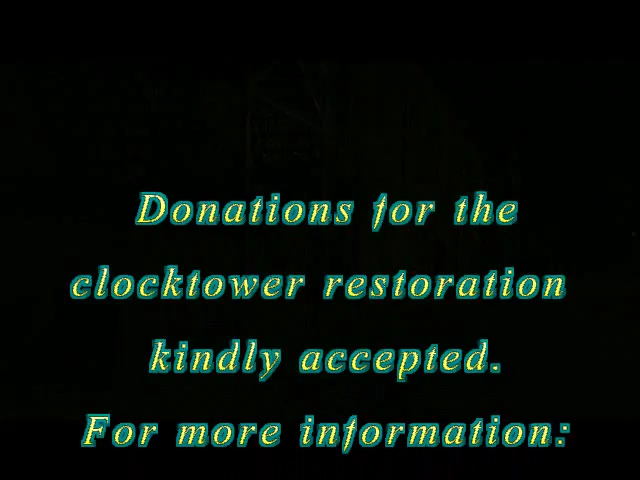 Donations for the
clocktower restoration
kindly accepted.
For more information: